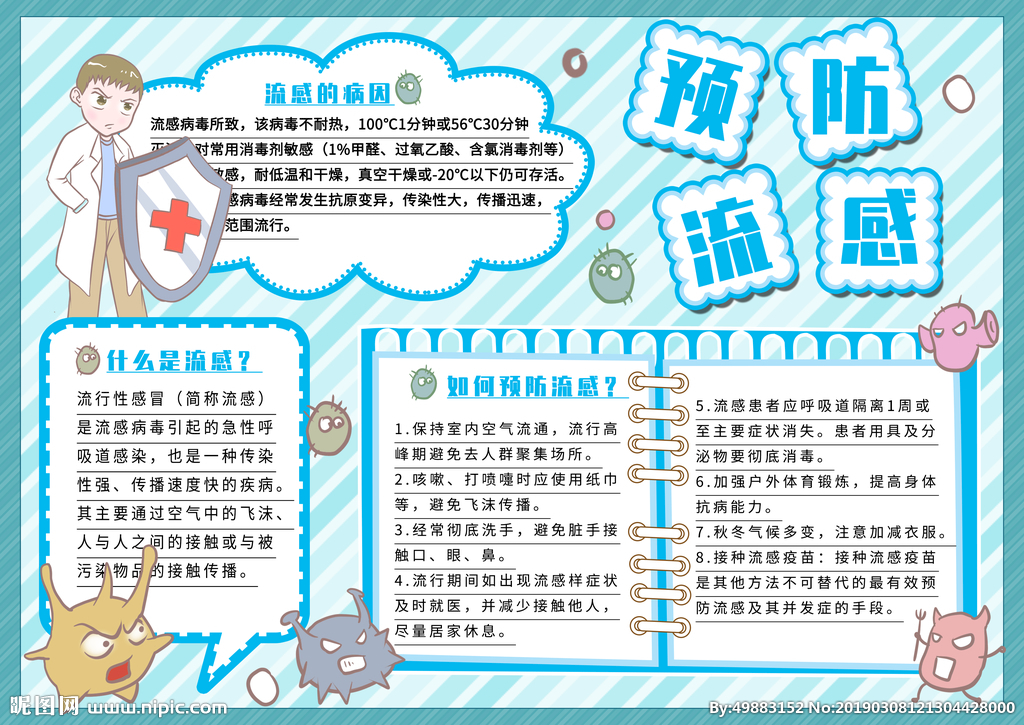 预防
流感
流感的病因
流感病毒所致，该病毒不耐热，100℃1分钟或56℃30分钟
对常用消毒剂敏感（1%甲醛、过氧乙酸、含氯消毒剂等）
敏感，耐低温和干燥，真空干燥或-20℃以下仍可存活。
感病毒经常发生抗原变异，传染性大，传播迅速，
范围流行。
什么是流感？
流行性感冒（简称流感）
是流感病毒引起的急性呼
吸道感染，也是一种传染
性强、传播速度快的疾病。
其主要通过空气中的飞沫、
人与人之间的接触或与被
污染物品的接触传播。
如何预防流感？
1.保持室内空气流通，流行高
峰期避免去人群聚集场所。
2.咳嗽、打喷嚏时应使用纸巾
等，避免飞沫传播。
3.经常彻底洗手，避免脏手接
触口、眼、鼻。
4.流行期间如出现流感样症状
及时就医，并减少接触他人，
尽量居家休息。
5.流感患者应呼吸道隔离1周或
至主要症状消失。患者用具及分
泌物要彻底消毒。
6.加强户外体育锻炼，提高身体
抗病能力。
7.秋冬气候多变，注意加减衣服。
8.接种流感疫苗：接种流感疫苗
是其他方法不可替代的最有效预
防流感及其并发症的手段。
昵图网 www.nipic.com
By:49883152 No:20190308121304428000